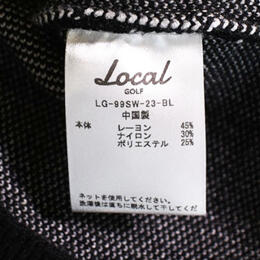 Local
GOLF
LG-99SW-23-BL
中国製
本体 レーヨン 45%
ナイロン 30%
ポリエステル 25%
ネットを使用してください。
洗濯後は直ちに脱水して干してくだ